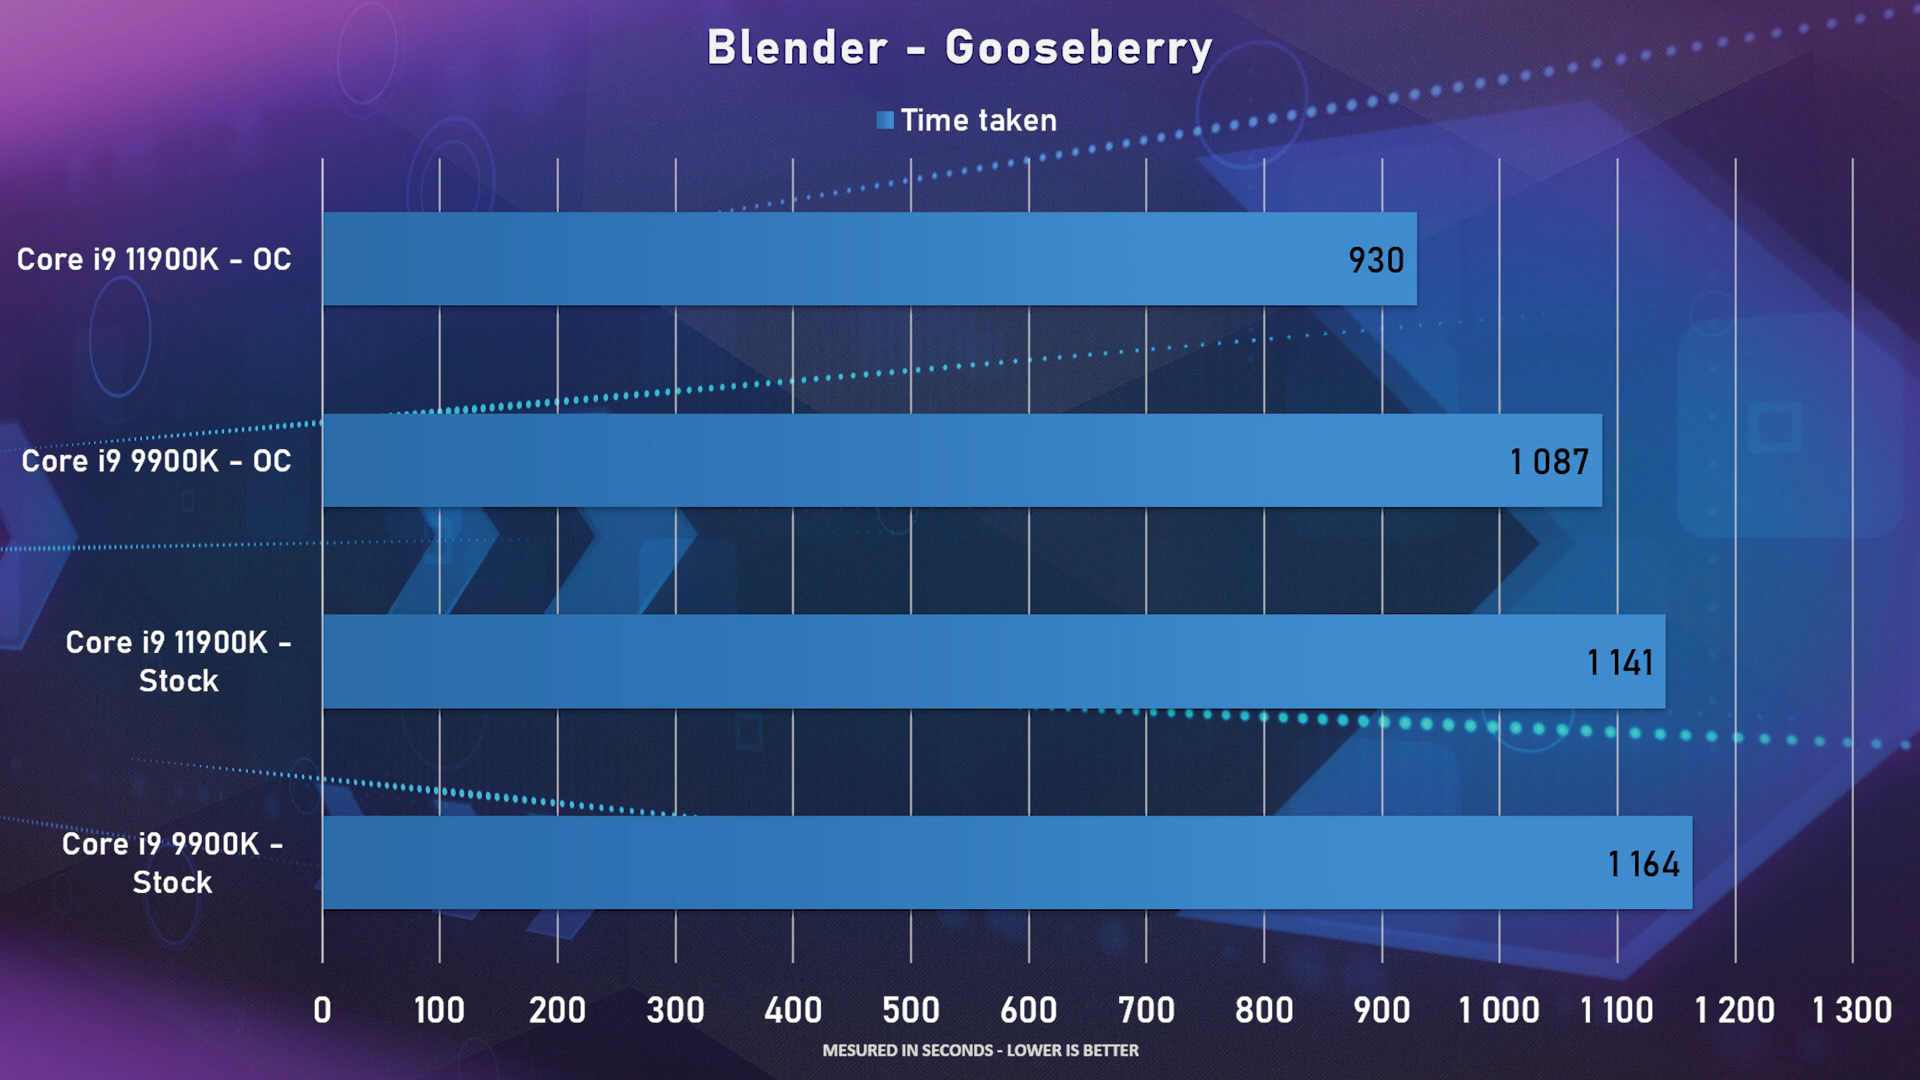 Blender - Gooseberry
Time taken
Core i9 11900K - OC
930
Core i9 9900K - OC
1 087
Core i9 11900K -
Stock
1 141
Core i9 9900K -
Stock
1 164
0 100 200 300 400 500 600 700 800 900 1 000 1 100 1 200 1 300
MESURED IN SECONDS - LOWER IS BETTER